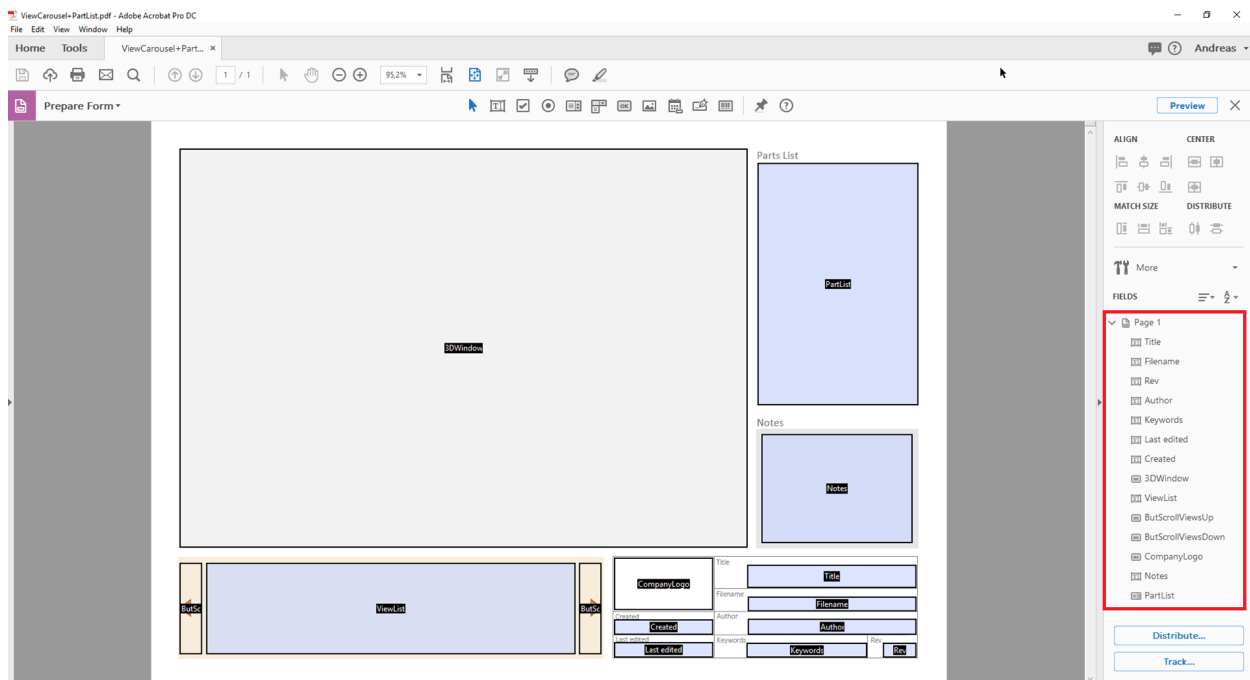 ViewCarousel+PartList.pdf - Adobe Acrobat Pro DC
File Edit View Window Help
Home Tools ViewCarousel+Part... × Andreas
1 / 1 95,2%
Prepare Form Preview
Parts List
PartList
3DWindow
Notes
Notes
ButSc ViewList ButSc
CompanyLogo
Title
Title
Filename
Filename
Created
Created
Author
Author
Last edited
Last edited
Keywords
Keywords
Rev
Rev
ALIGN CENTER
MATCH SIZE DISTRIBUTE
More
FIELDS
Page 1
Title
Filename
Rev
Author
Keywords
Last edited
Created
3DWindow
ViewList
ButScrollViewsUp
ButScrollViewsDown
CompanyLogo
Notes
PartList
Distribute...
Track...